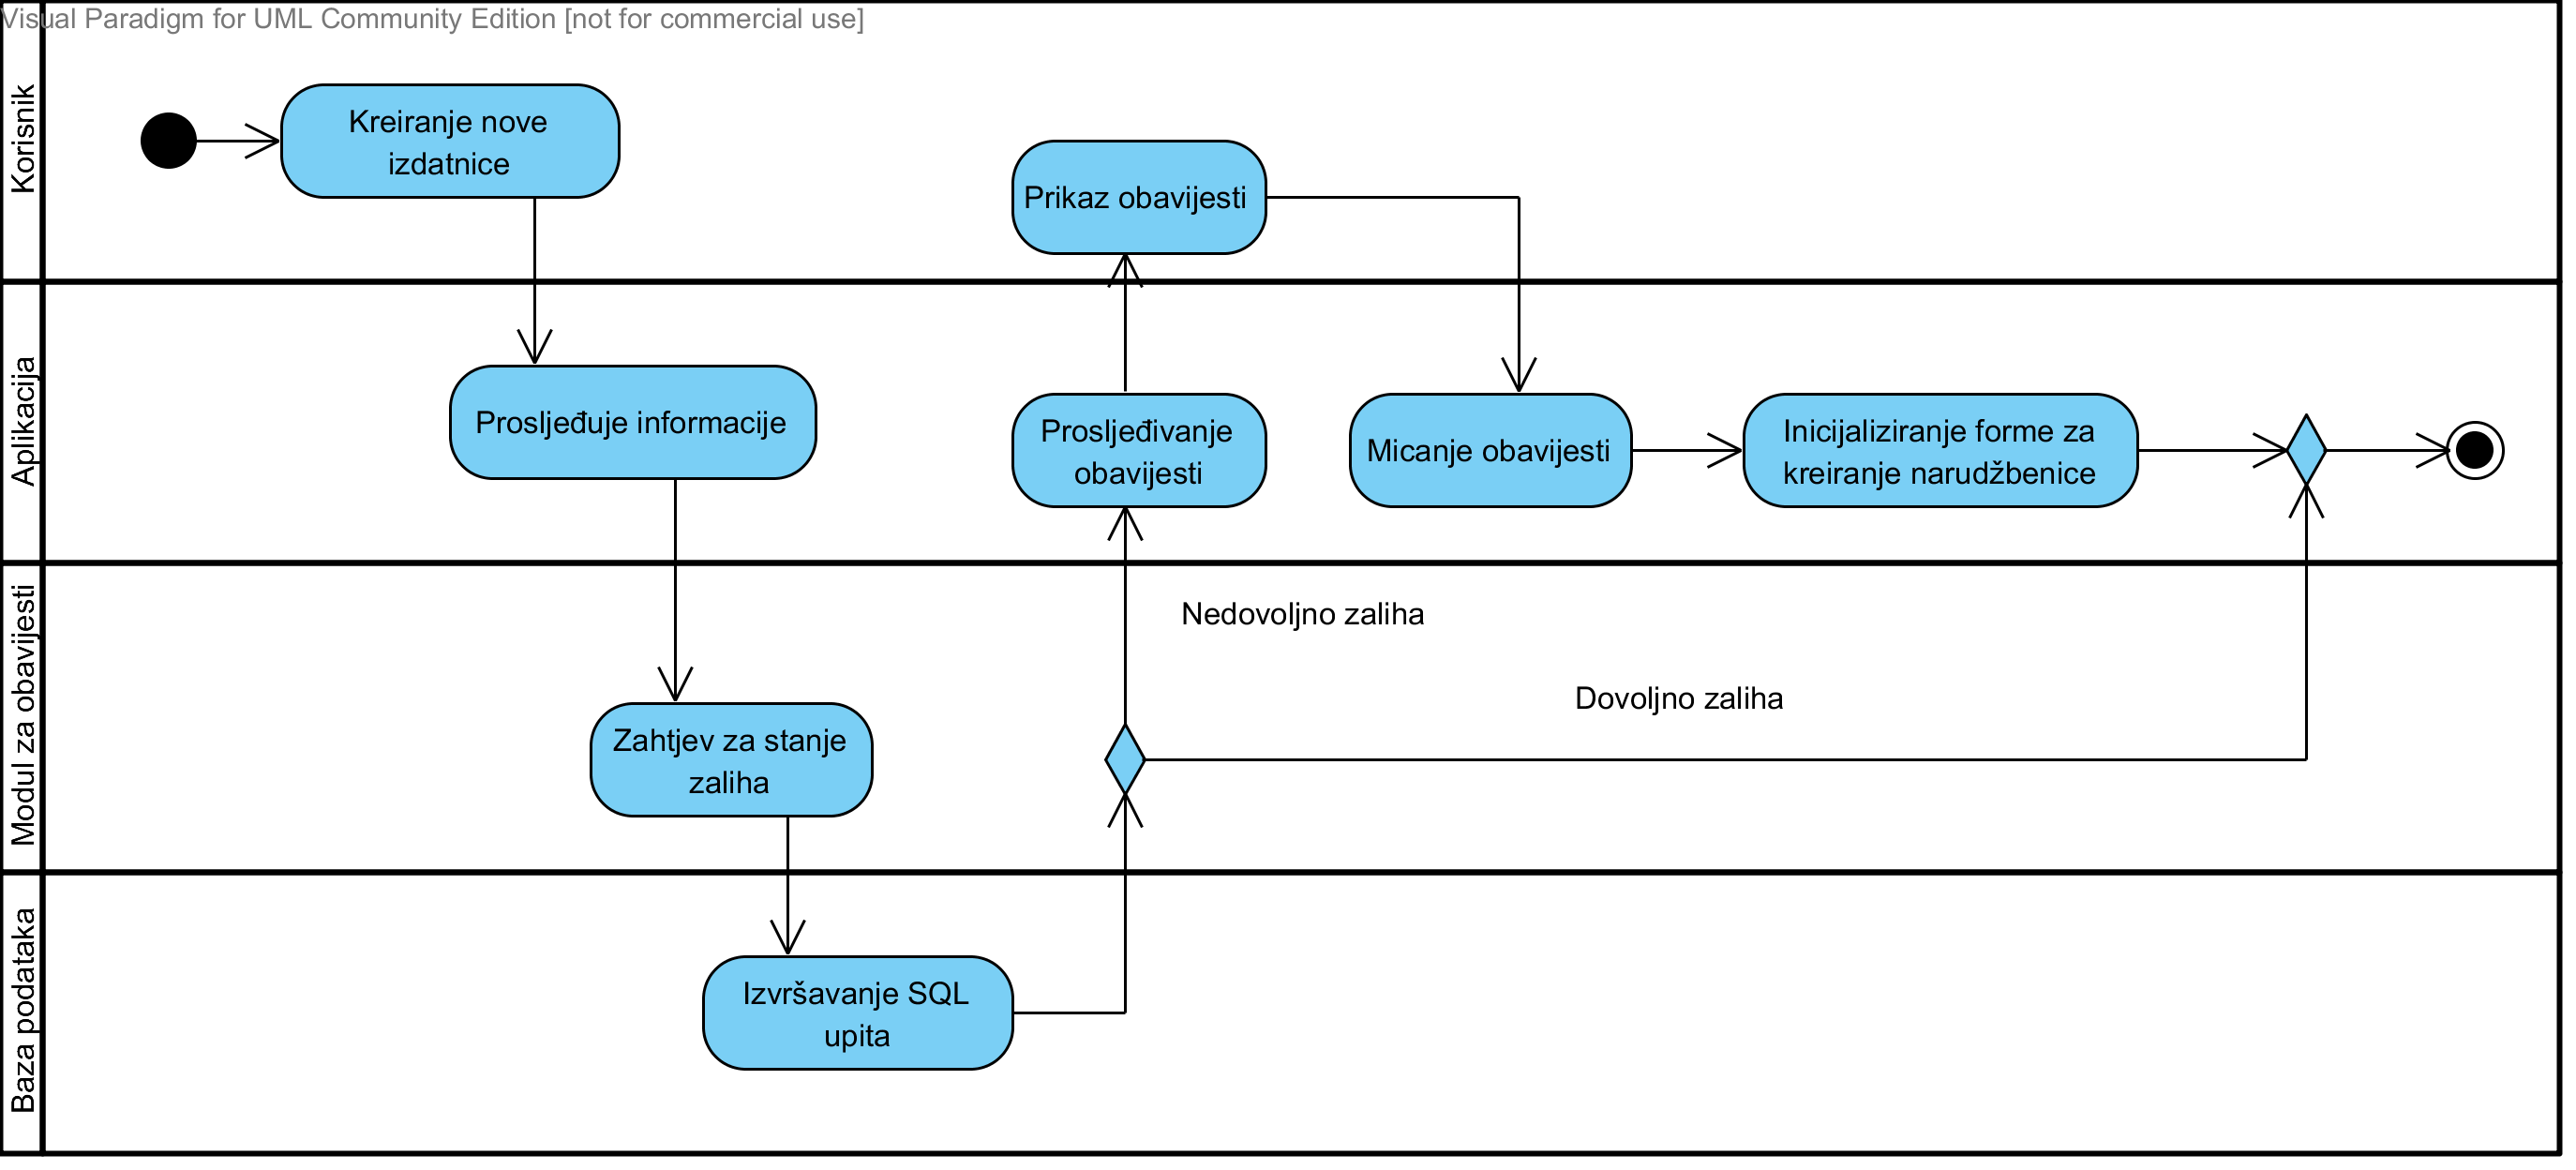 Visual Paradigm for UML Community Edition [not for commercial use]
Korisnik
Kreiranje nove
izdatnice
Prikaz obavijesti
Aplikacija
Prosljeđuje informacije
Prosljeđivanje
obavijesti
Micanje obavijesti
Inicijaliziranje forme za
kreiranje narudžbenice
Modul za obavijesti
Nedovoljno zaliha
Dovoljno zaliha
Zahtjev za stanje
zaliha
Baza podataka
Izvršavanje SQL
upita